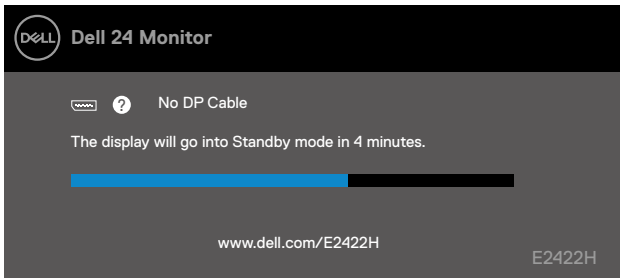 DELL Dell 24 Monitor
? No DP Cable
The display will go into Standby mode in 4 minutes.
www.dell.com/E2422H
E2422H